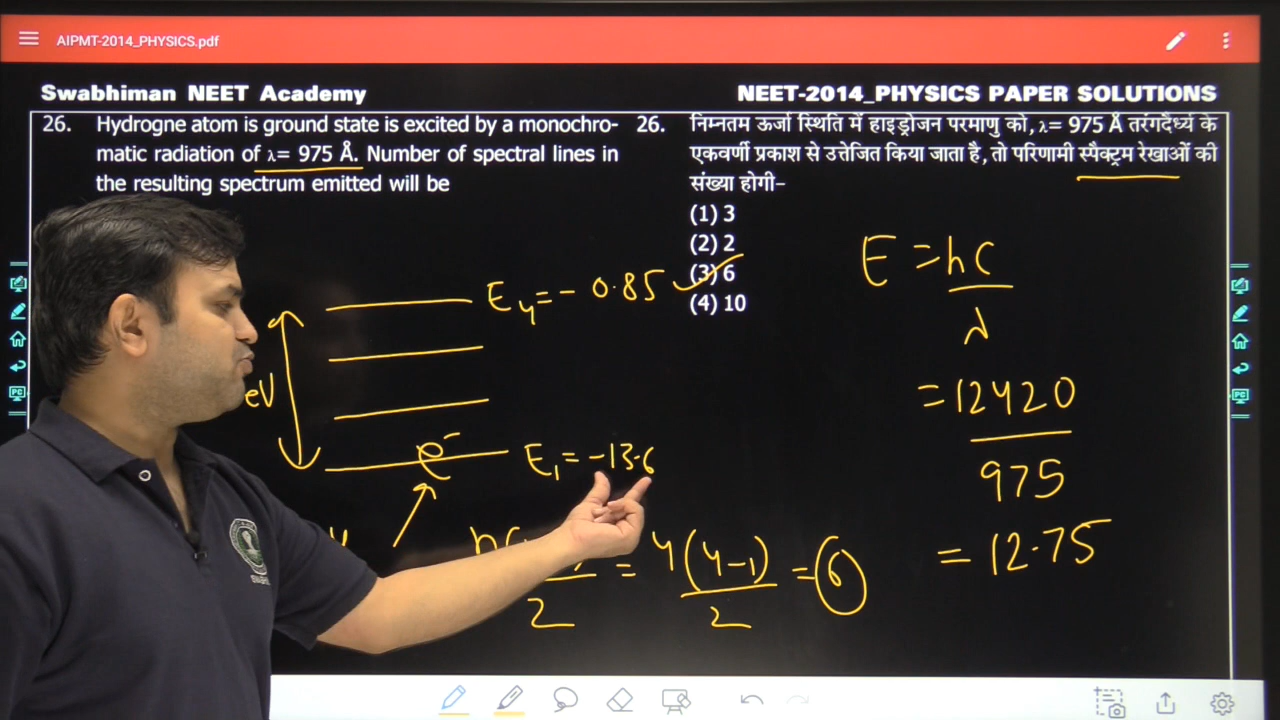 AIPMT-2014_PHYSICS.pdf
Swabhiman NEET Academy
NEET-2014_PHYSICS PAPER SOLUTIONS
26. Hydrogne atom is ground state is excited by a monochro-
matic radiation of λ= 975 Å. Number of spectral lines in
the resulting spectrum emitted will be
26. निम्नतम ऊर्जा स्थिति में हाइड्रोजन परमाणु को, λ= 975 Å तरंगदैर्ध्य के
एकवर्णी प्रकाश से उत्तेजित किया जाता है, तो परिणामी स्पैक्ट्रम रेखाओं की
संख्या होगी-
(1) 3
(2) 2
(3) 6
(4) 10
E₄ = - 0.85
eV
e⁻
E₁ = -13.6
= 4(4-1) = 6
2
2
E = hc
λ
= 12420
975
= 12.75
PC
PC